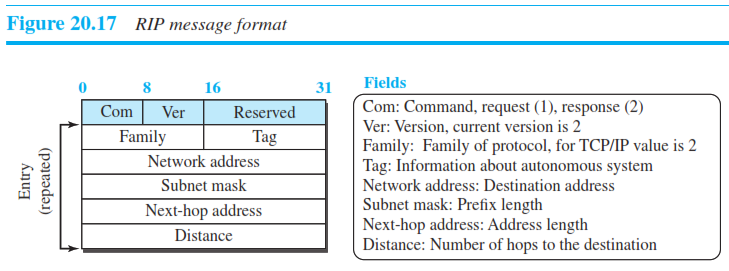 Figure 20.17 RIP message format
0 8 16 31
Com Ver Reserved
Family Tag
Network address
Subnet mask
Next-hop address
Distance
Entry
(repeated)
Fields
Com: Command, request (1), response (2)
Ver: Version, current version is 2
Family: Family of protocol, for TCP/IP value is 2
Tag: Information about autonomous system
Network address: Destination address
Subnet mask: Prefix length
Next-hop address: Address length
Distance: Number of hops to the destination